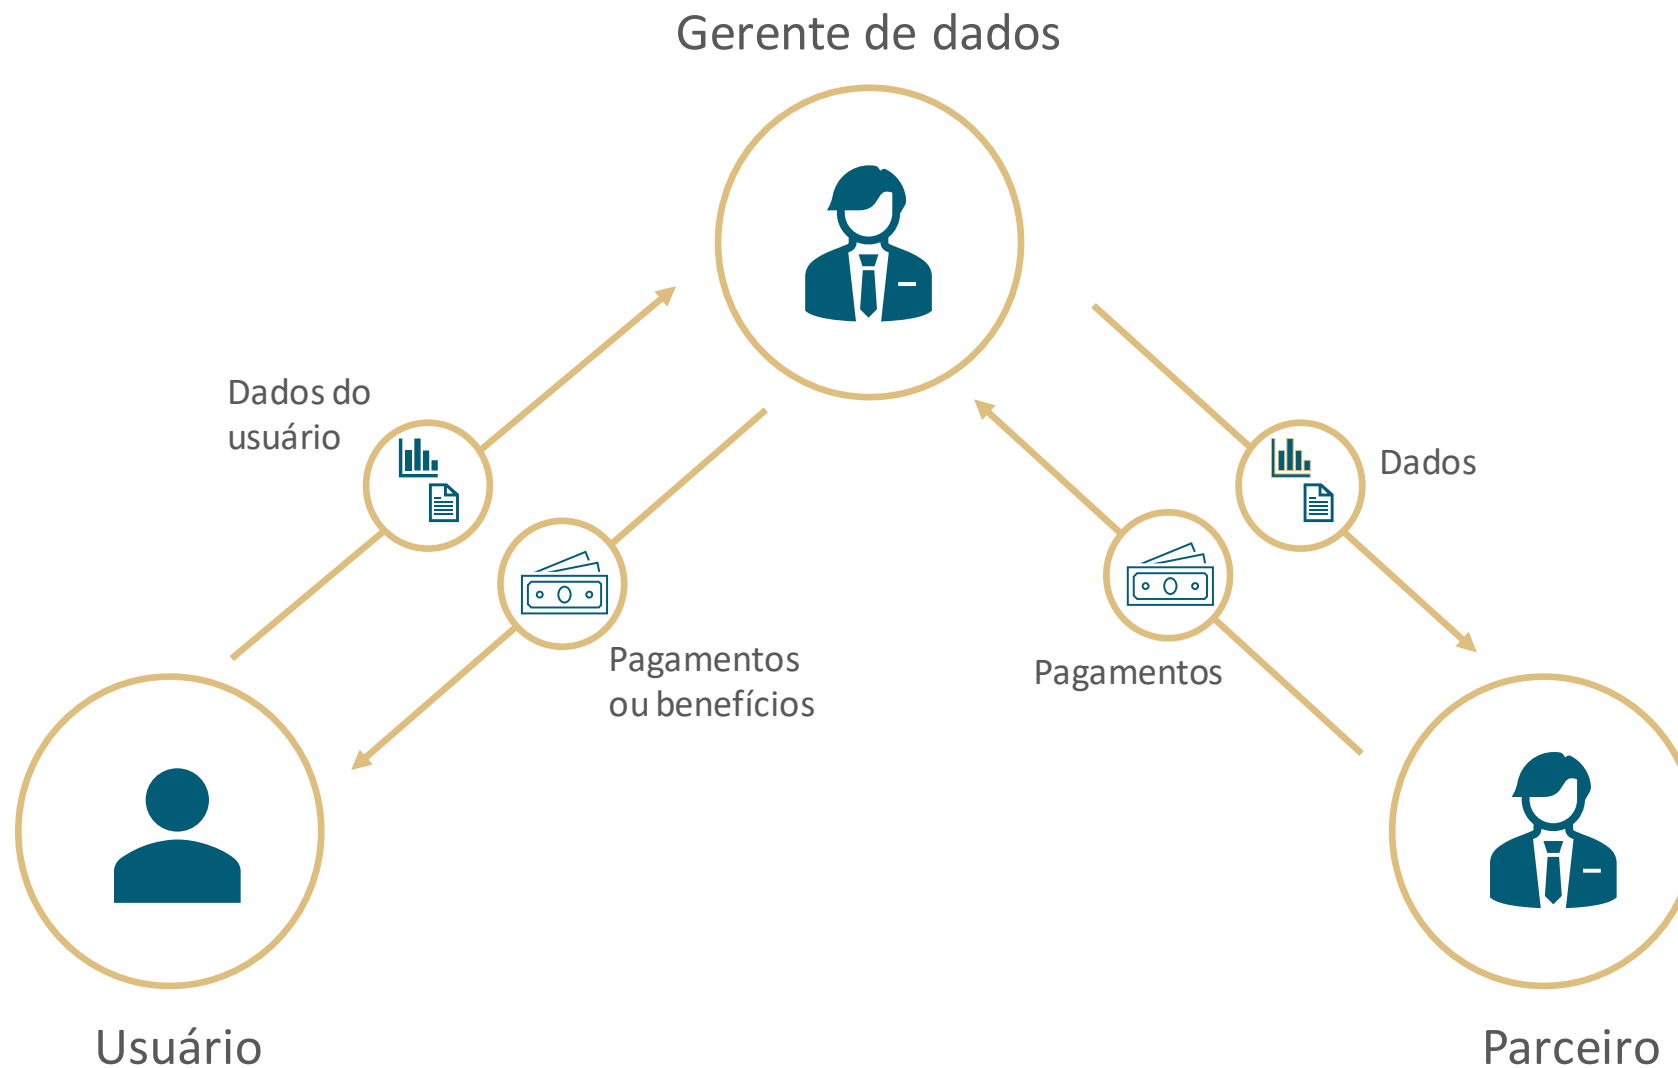 Gerente de dados
Dados do
usuário
Dados
Pagamentos
ou benefícios
Pagamentos
Usuário
Parceiro